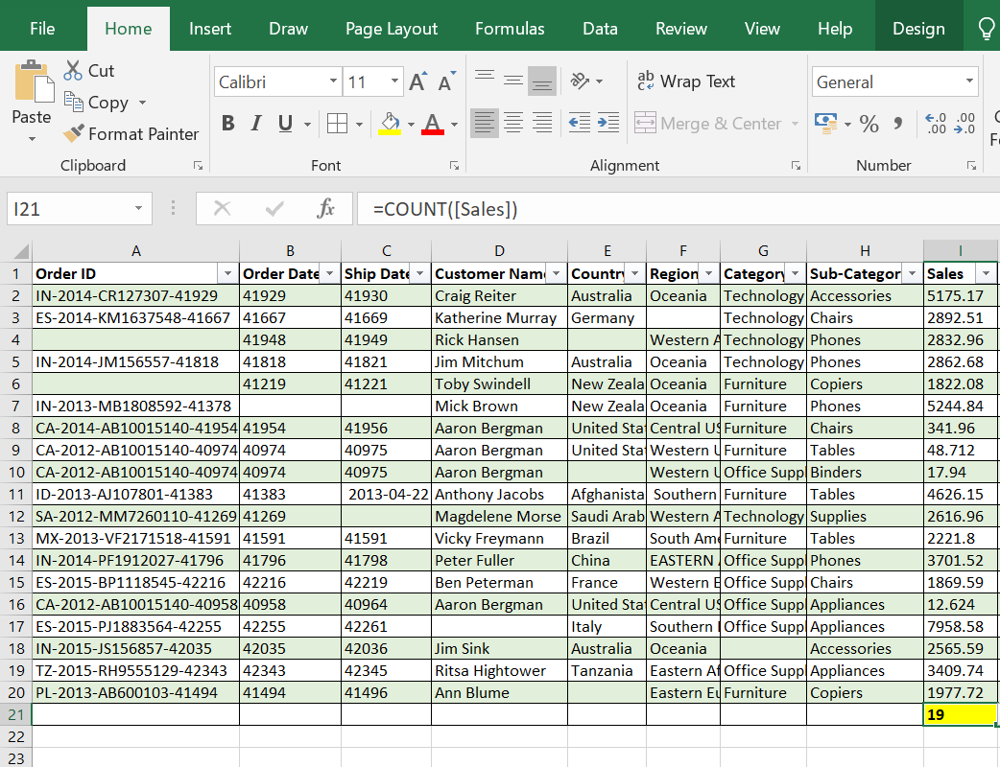 File Home Insert Draw Page Layout Formulas Data Review View Help Design
Cut
Copy
Format Painter
Paste
Clipboard
Calibri 11 A A
B I U A
Font
ab Wrap Text
Merge & Center
Alignment
General
% , .0 .00 .00 .0
Number
I21 fx =COUNT([Sales])
A B C D E F G H I
1 Order ID Order Date Ship Date Customer Nam Countr Region Category Sub-Categor Sales
2 IN-2014-CR127307-41929 41929 41930 Craig Reiter Australia Oceania Technology Accessories 5175.17
3 ES-2014-KM1637548-41667 41667 41669 Katherine Murray Germany Technology Chairs 2892.51
4 41948 41949 Rick Hansen Western A Technology Phones 2832.96
5 IN-2014-JM156557-41818 41818 41821 Jim Mitchum Australia Oceania Technology Phones 2862.68
6 41219 41221 Toby Swindell New Zeala Oceania Furniture Copiers 1822.08
7 IN-2013-MB1808592-41378 Mick Brown New Zeala Oceania Furniture Phones 5244.84
8 CA-2014-AB10015140-41954 41954 41956 Aaron Bergman United Stat Central US Furniture Chairs 341.96
9 CA-2012-AB10015140-40974 40974 40975 Aaron Bergman United Stat Western U Furniture Tables 48.712
10 CA-2012-AB10015140-40974 40974 40975 Aaron Bergman Western U Office Suppl Binders 17.94
11 ID-2013-AJ107801-41383 41383 2013-04-22 Anthony Jacobs Afghanista Southern Furniture Tables 4626.15
12 SA-2012-MM7260110-41269 41269 Magdelene Morse Saudi Arab Western A Technology Supplies 2616.96
13 MX-2013-VF2171518-41591 41591 41591 Vicky Freymann Brazil South Ame Furniture Tables 2221.8
14 IN-2014-PF1912027-41796 41796 41798 Peter Fuller China EASTERN A Office Suppl Phones 3701.52
15 ES-2015-BP1118545-42216 42216 42219 Ben Peterman France Western E Office Suppl Chairs 1869.59
16 CA-2012-AB10015140-40958 40958 40964 Aaron Bergman United Stat Central US Office Suppl Appliances 12.624
17 ES-2015-PJ1883564-42255 42255 42261 Italy Southern Office Suppl Appliances 7958.58
18 IN-2015-JS156857-42035 42035 42036 Jim Sink Australia Oceania Accessories 2565.59
19 TZ-2015-RH9555129-42343 42343 42345 Ritsa Hightower Tanzania Eastern Af Office Suppl Appliances 3409.74
20 PL-2013-AB600103-41494 41494 41496 Ann Blume Eastern Eu Furniture Copiers 1977.72
21 19
22
23